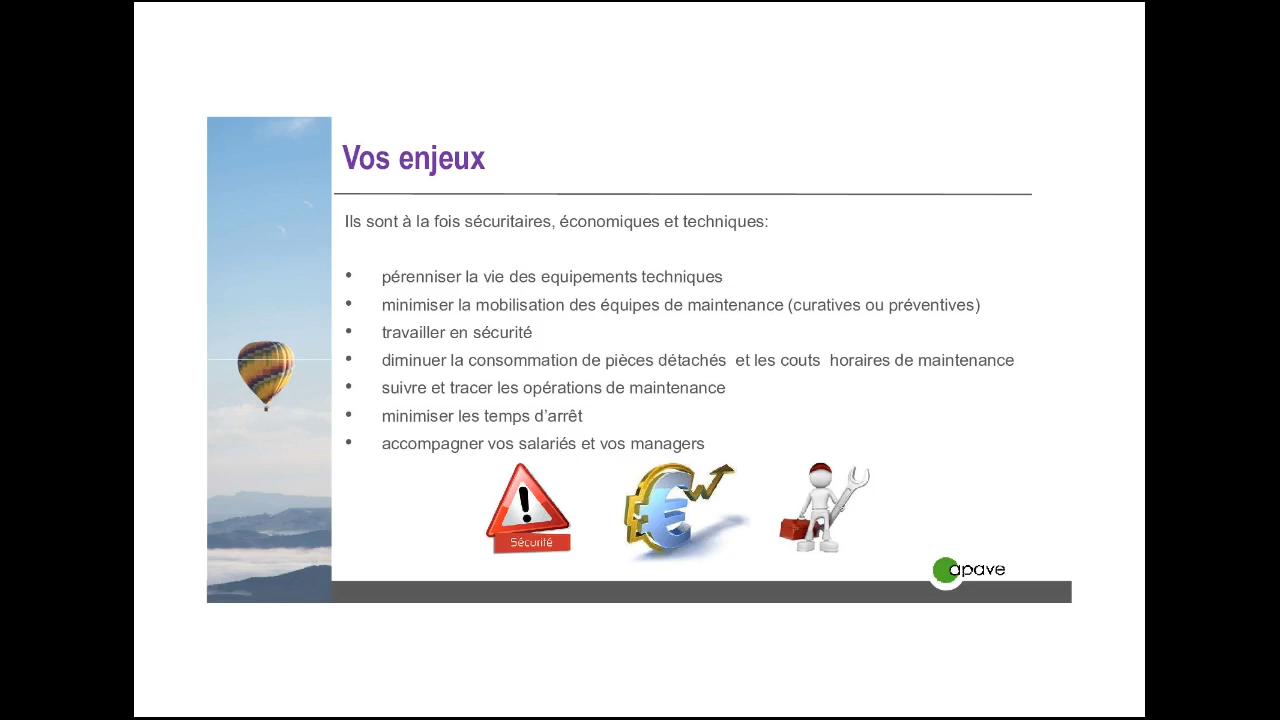 Vos enjeux
Ils sont à la fois sécuritaires, économiques et techniques:
• pérenniser la vie des equipements techniques
• minimiser la mobilisation des équipes de maintenance (curatives ou préventives)
• travailler en sécurité
• diminuer la consommation de pièces détachés et les couts horaires de maintenance
• suivre et tracer les opérations de maintenance
• minimiser les temps d’arrêt
• accompagner vos salariés et vos managers
Sécurité
apave